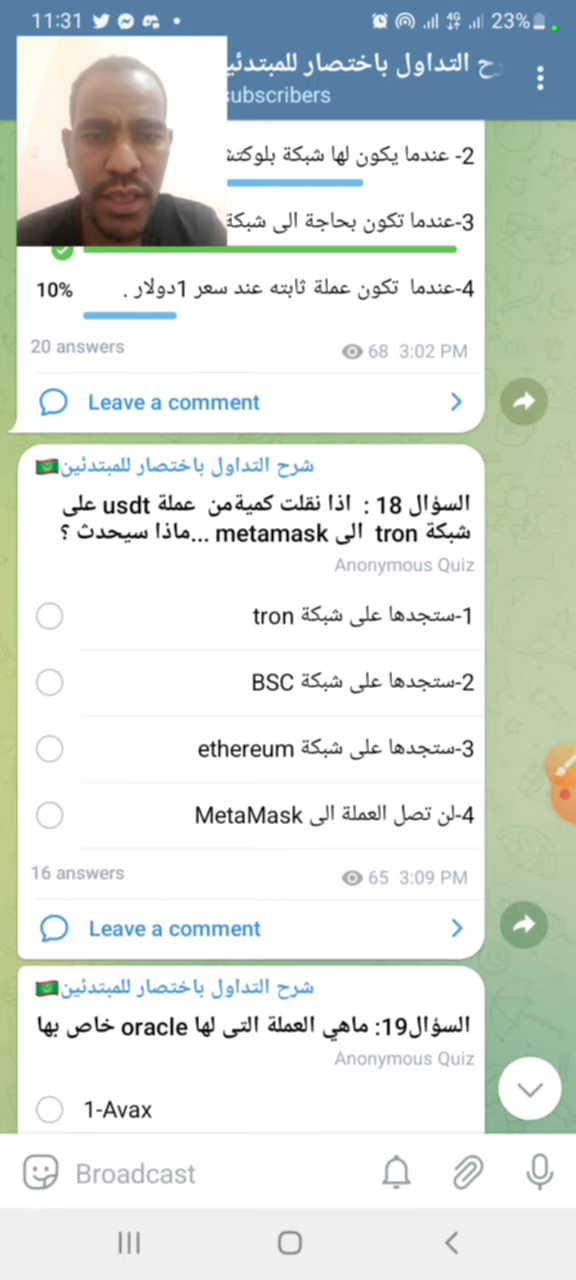 11:31
4G 23%
ح التداول باختصار للمبتدئي
subscribers
2- عندما يكون لها شبكة بلوكتش
3-عندما تكون بحاجة الى شبكة
4-عندما تكون عملة ثابته عند سعر 1دولار .
10%
20 answers
68 3:02 PM
Leave a comment
شرح التداول باختصار للمبتدئين🇲🇷
السؤال 18 : اذا نقلت كمية من عملة usdt على
شبكة tron الى metamask ...ماذا سيحدث ؟
Anonymous Quiz
1-ستجدها على شبكة tron
2-ستجدها على شبكة BSC
3-ستجدها على شبكة ethereum
4-لن تصل العملة الى MetaMask
16 answers
65 3:09 PM
Leave a comment
شرح التداول باختصار للمبتدئين🇲🇷
السؤال19: ماهي العملة التى لها oracle خاص بها
Anonymous Quiz
1-Avax
Broadcast